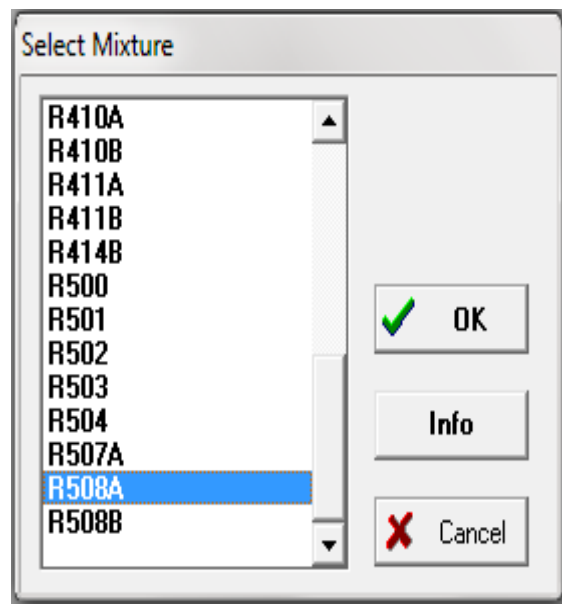 Select Mixture
R410A
R410B
R411A
R411B
R414B
R500
R501
R502
R503
R504
R507A
R508A
R508B
OK
Info
Cancel